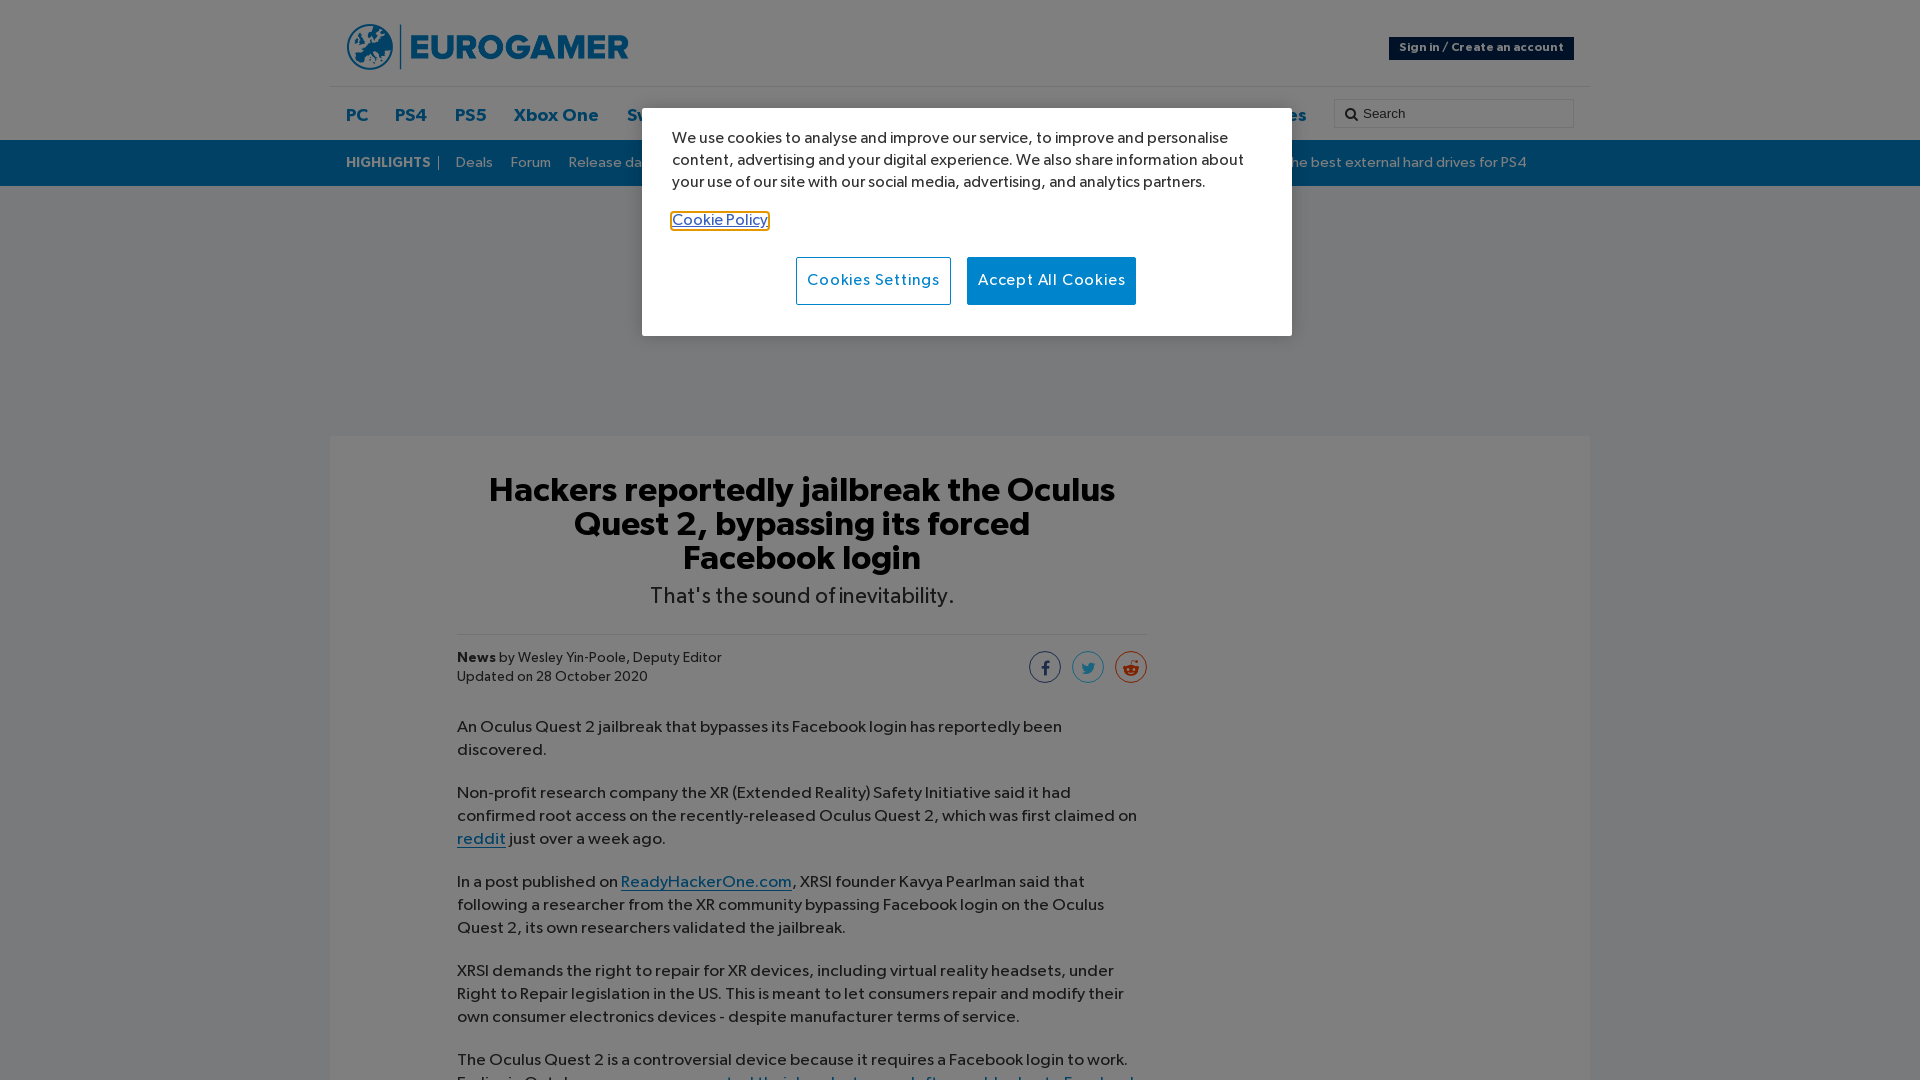 EUROGAMER
Sign in / Create an account
PC PS4 PS5 Xbox One
Search
HIGHLIGHTS Deals Forum Release
best external hard drives for PS4
We use cookies to analyse and improve our service, to improve and personalise
content, advertising and your digital experience. We also share information about
your use of our site with our social media, advertising, and analytics partners.
Cookie Policy
Cookies Settings
Accept All Cookies
Hackers reportedly jailbreak the Oculus
Quest 2, bypassing its forced
Facebook login
That's the sound of inevitability.
News by Wesley Yin-Poole, Deputy Editor
Updated on 28 October 2020
An Oculus Quest 2 jailbreak that bypasses its Facebook login has reportedly been
discovered.
Non-profit research company the XR (Extended Reality) Safety Initiative said it had
confirmed root access on the recently-released Oculus Quest 2, which was first claimed on
reddit just over a week ago.
In a post published on ReadyHackerOne.com, XRSI founder Kavya Pearlman said that
following a researcher from the XR community bypassing Facebook login on the Oculus
Quest 2, its own researchers validated the jailbreak.
XRSI demands the right to repair for XR devices, including virtual reality headsets, under
Right to Repair legislation in the US. This is meant to let consumers repair and modify their
own consumer electronics devices - despite manufacturer terms of service.
The Oculus Quest 2 is a controversial device because it requires a Facebook login to work.